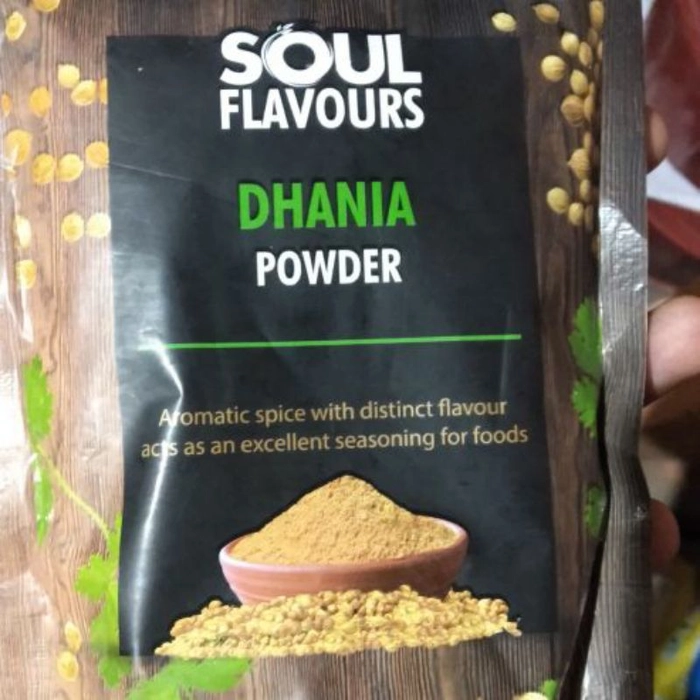 SOUL
FLAVOURS
DHANIA
POWDER
Aromatic spice with distinct flavour
acts as an excellent seasoning for foods